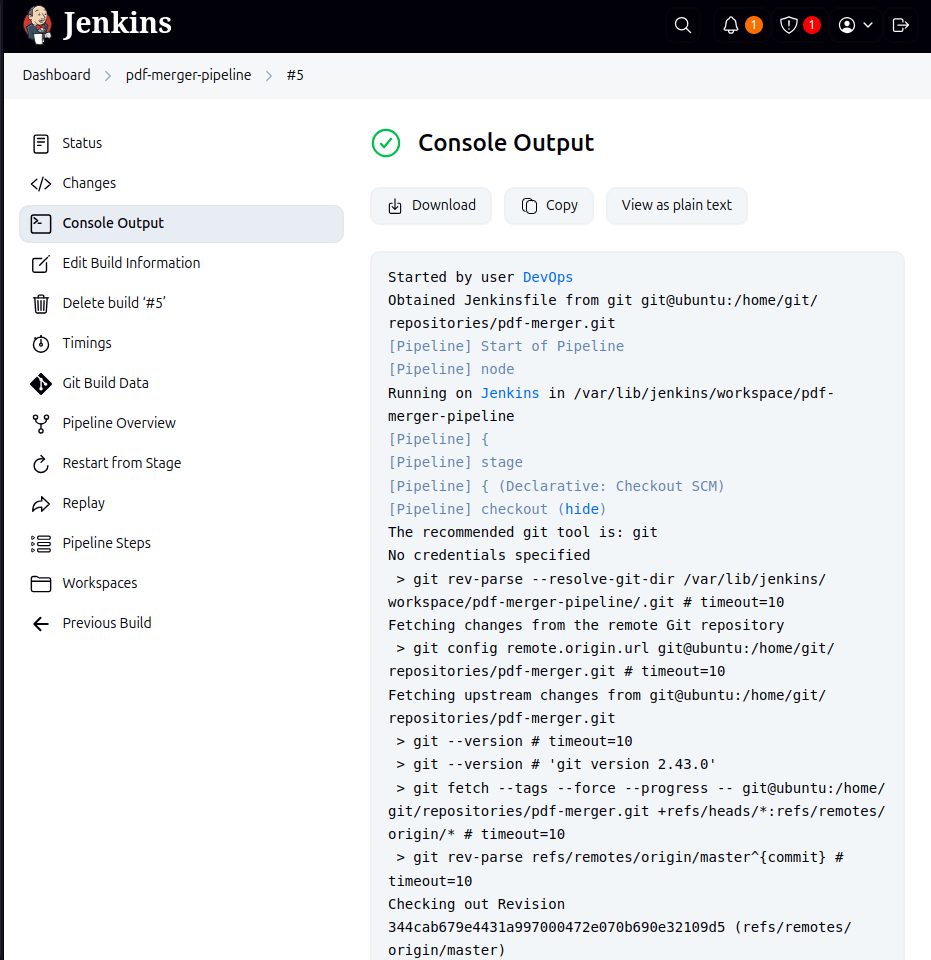 Jenkins
1
1
Dashboard
pdf-merger-pipeline
#5
Status
Changes
Console Output
Edit Build Information
Delete build ‘#5’
Timings
Git Build Data
Pipeline Overview
Restart from Stage
Replay
Pipeline Steps
Workspaces
Previous Build
Console Output
Download
Copy
View as plain text
Started by user DevOps
Obtained Jenkinsfile from git git@ubuntu:/home/git/
repositories/pdf-merger.git
[Pipeline] Start of Pipeline
[Pipeline] node
Running on Jenkins in /var/lib/jenkins/workspace/pdf-
merger-pipeline
[Pipeline] {
[Pipeline] stage
[Pipeline] { (Declarative: Checkout SCM)
[Pipeline] checkout (hide)
The recommended git tool is: git
No credentials specified
 > git rev-parse --resolve-git-dir /var/lib/jenkins/
workspace/pdf-merger-pipeline/.git # timeout=10
Fetching changes from the remote Git repository
 > git config remote.origin.url git@ubuntu:/home/git/
repositories/pdf-merger.git # timeout=10
Fetching upstream changes from git@ubuntu:/home/git/
repositories/pdf-merger.git
 > git --version # timeout=10
 > git --version # 'git version 2.43.0'
 > git fetch --tags --force --progress -- git@ubuntu:/home/
git/repositories/pdf-merger.git +refs/heads/*:refs/remotes/
origin/* # timeout=10
 > git rev-parse refs/remotes/origin/master^{commit} #
timeout=10
Checking out Revision
344cab679e4431a997000472e070b690e32109d5 (refs/remotes/
origin/master)